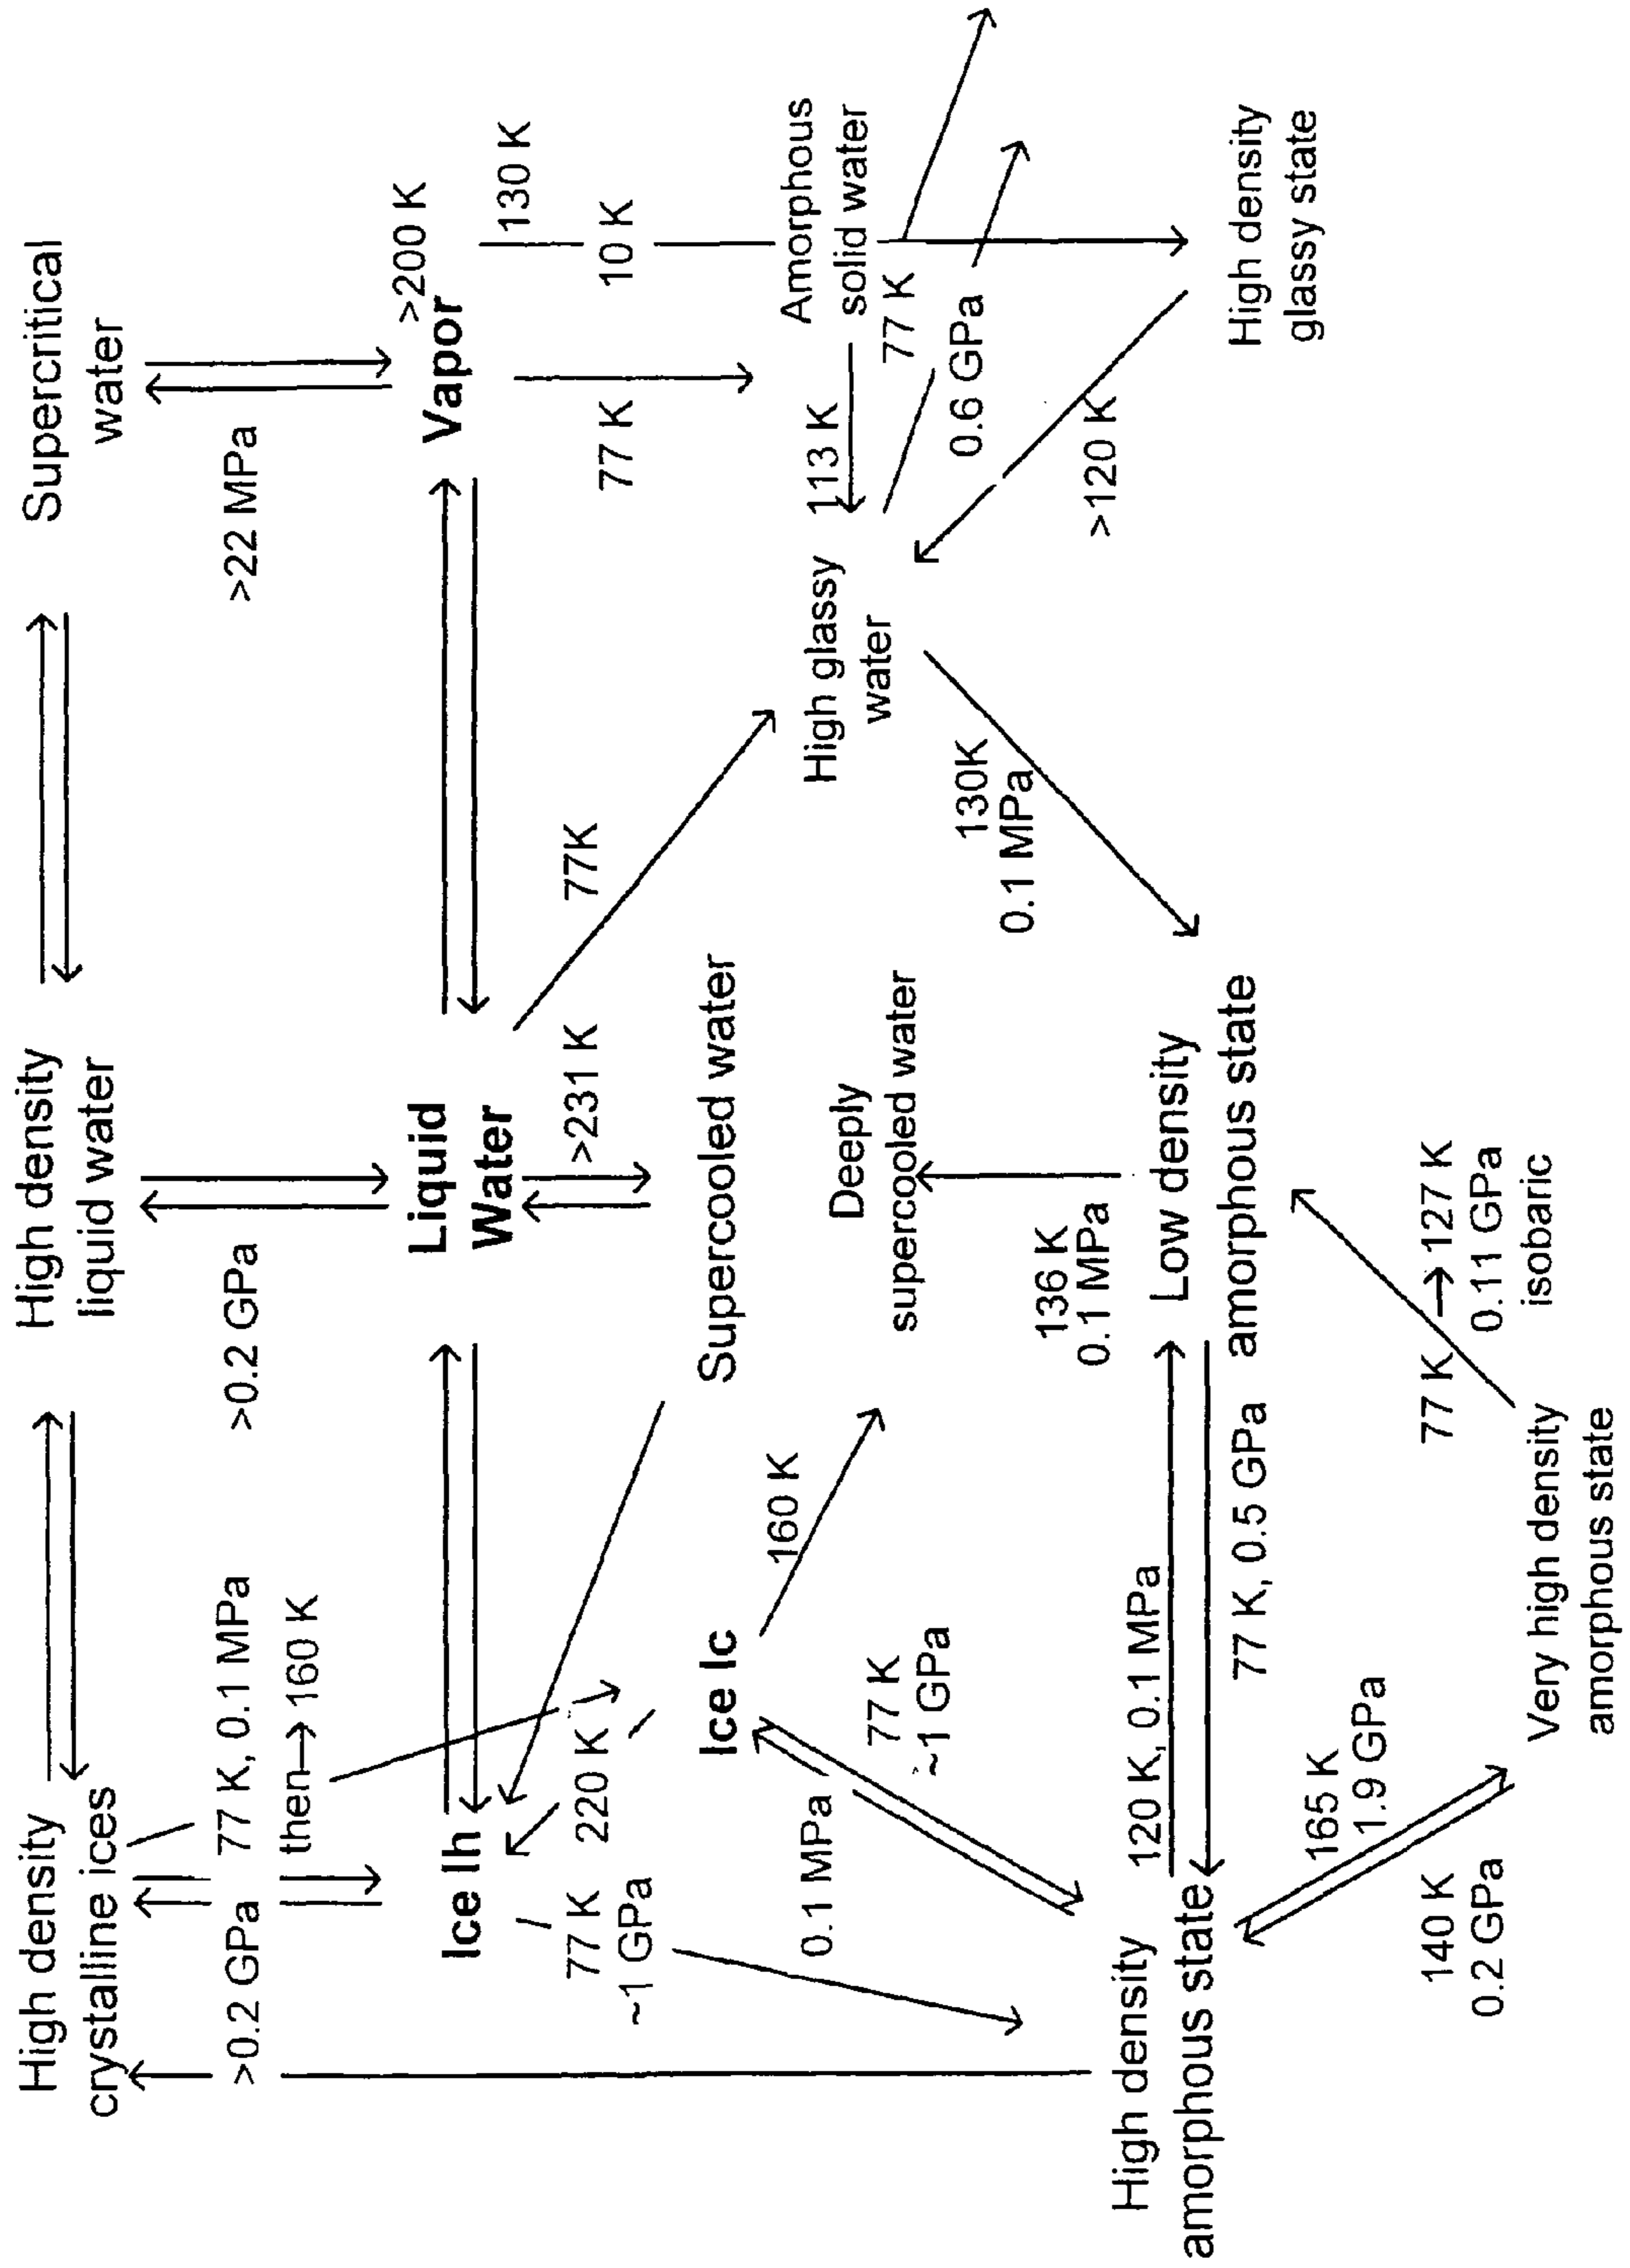 High density
crystalline ices
High density
liquid water
Supercritical
water
>0.2 GPa
77 K, 0.1 MPa
then→ 160 K
>0.2 GPa
>22 MPa
Ice Ih
Liquid
Water
Vapor
>200 K
77 K
~1 GPa
220 K
>231 K
77K
77 K
130 K
10 K
Ice Ic
Supercooled water
160 K
0.1 MPa
77 K
~1 GPa
Deeply
supercooled water
High glassy
water
113 K
Amorphous
solid water
77 K
0.6 GPa
136 K
0.1 MPa
130K
0.1 MPa
>120 K
High density
amorphous state
120 K, 0.1 MPa
77 K, 0.5 GPa
Low density
amorphous state
High density
glassy state
140 K
0.2 GPa
165 K
1.9 GPa
77 K → 127 K
0.11 GPa
isobaric
Very high density
amorphous state